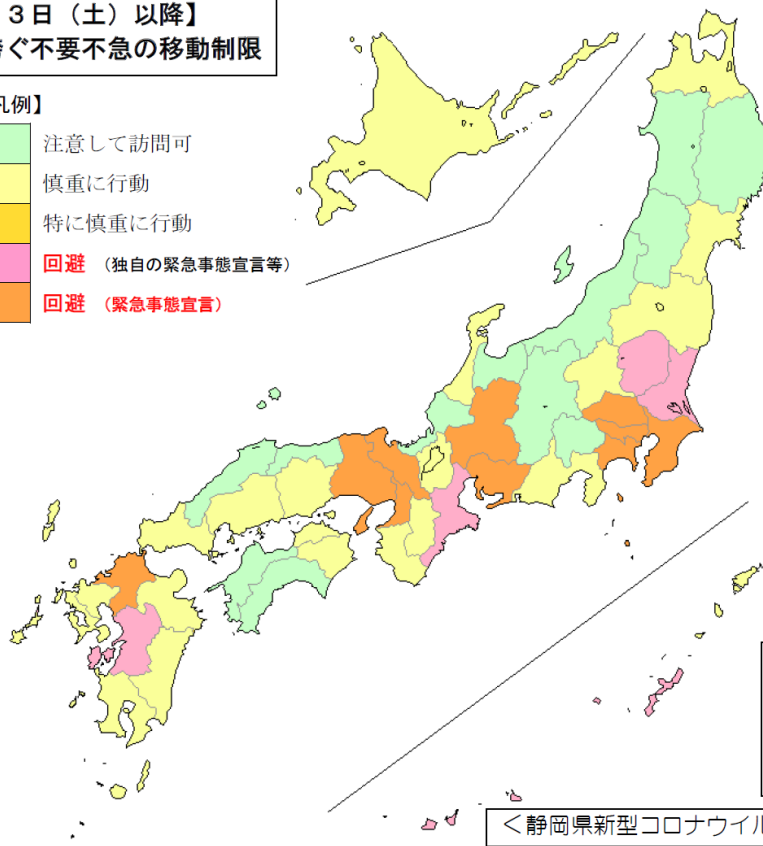 ３日（土）以降】
ぐ不要不急の移動制限
凡例】
注意して訪問可
慎重に行動
特に慎重に行動
回避 （独自の緊急事態宣言等）
回避 （緊急事態宣言）
＜静岡県新型コロナウイル